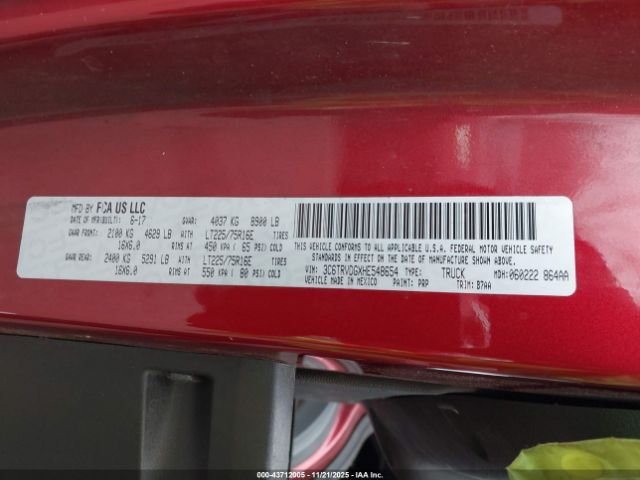 MFD BY FCA US LLC
DATE OF MFR(BUILT): 6-17 GVWR: 4037 KG 8900 LB
GAWR FRONT: 2100 KG 4629 LB WITH LT225/75R16E TIRES
16X6.0 RIMS AT 450 KPA ( 65 PSI) COLD
GAWR REAR: 2400 KG 5291 LB WITH LT225/75R16E TIRES
16X6.0 RIMS AT 550 KPA ( 80 PSI) COLD
THIS VEHICLE CONFORMS TO ALL APPLICABLE U.S.A. FEDERAL MOTOR VEHICLE SAFETY
STANDARDS IN EFFECT ON THE DATE OF MANUFACTURE SHOWN ABOVE.
VIN: 3C6TRVDGXHE548654 TYPE: TRUCK MDH: 060222 864AA
VEHICLE MADE IN MEXICO PAINT: PRP TRIM: B7AA
000-43712005 - 11/21/2025 - IAAI.COM